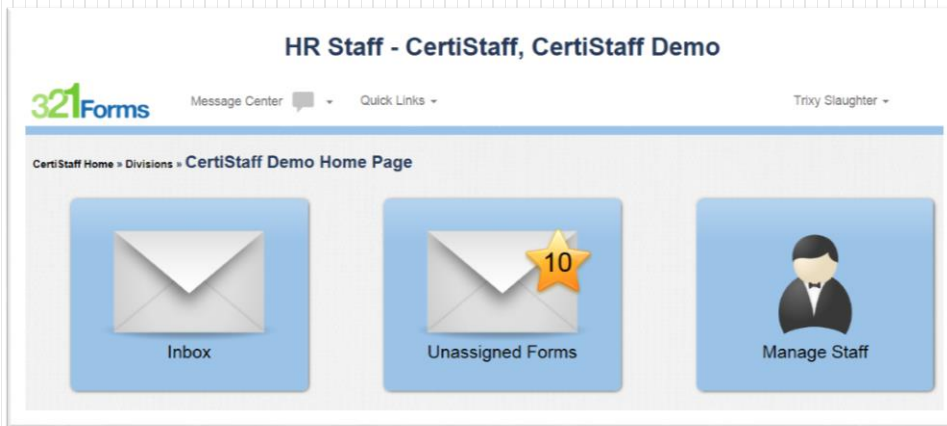 HR Staff - CertiStaff, CertiStaff Demo
321Forms Message Center Quick Links Trixy Slaughter
CertiStaff Home » Divisions » CertiStaff Demo Home Page
10
Inbox Unassigned Forms Manage Staff